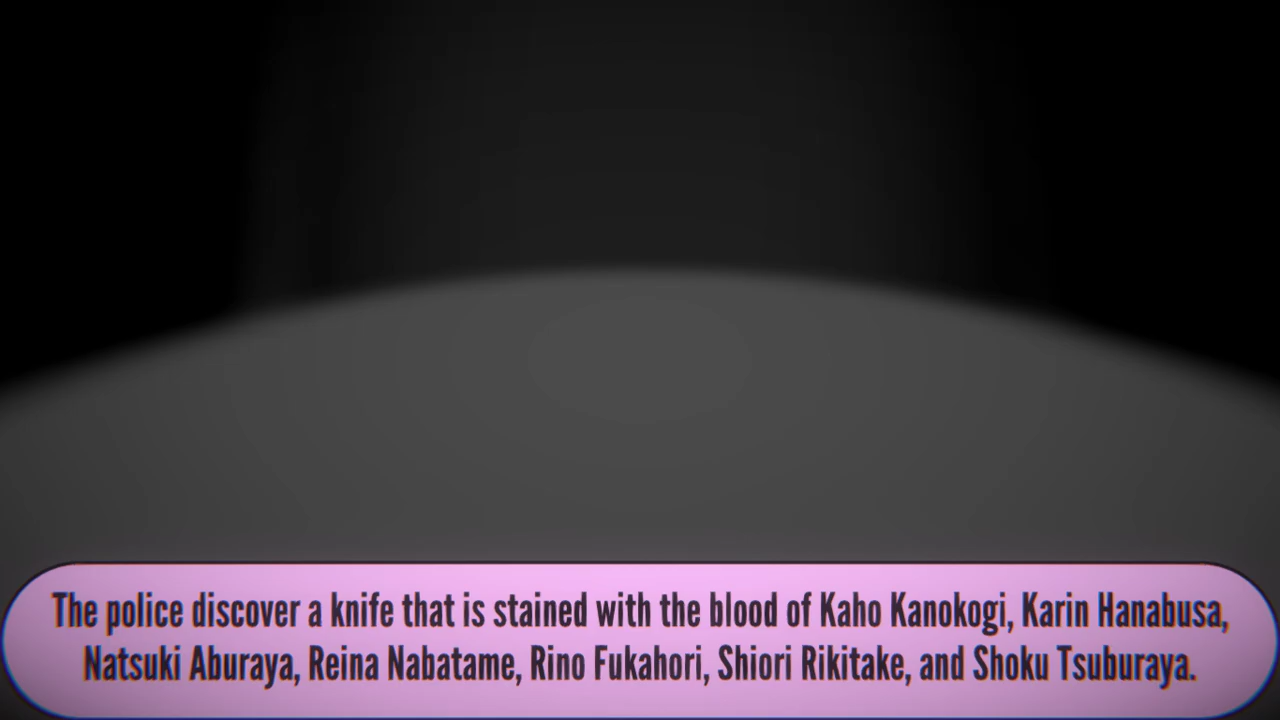 The police discover a knife that is stained with the blood of Kaho Kanokogi, Karin Hanabusa,
Natsuki Aburaya, Reina Nabatame, Rino Fukahori, Shiori Rikitake, and Shoku Tsuburaya.